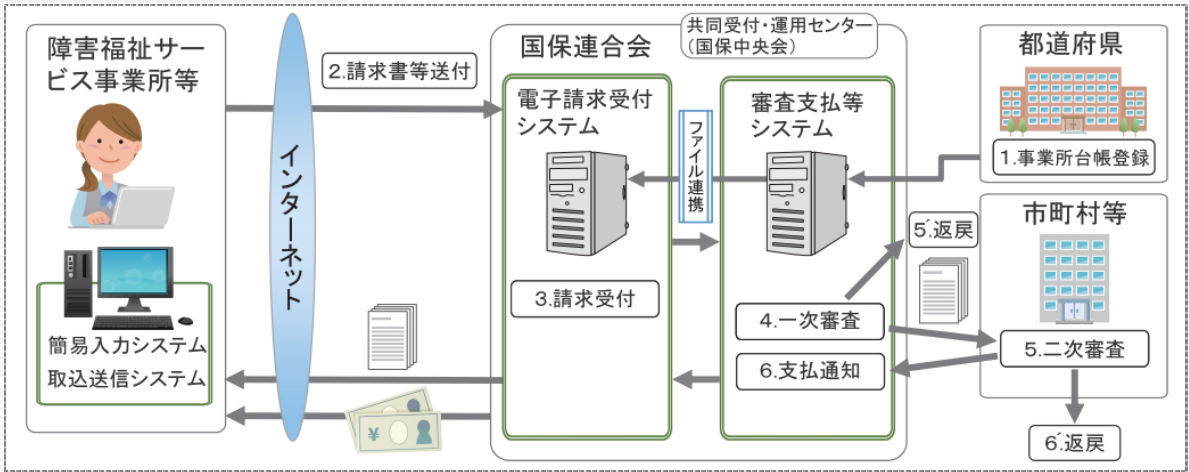 障害福祉サー
ビス事業所等
簡易入力システム
取込送信システム
インターネット
2.請求書等送付
国保連合会
共同受付・運用センター
(国保中央会)
電子請求受付
システム
3.請求受付
ファイル連携
審査支払等
システム
4.一次審査
6.支払通知
¥
都道府県
1.事業所台帳登録
市町村等
5´.返戻
5.二次審査
6´.返戻